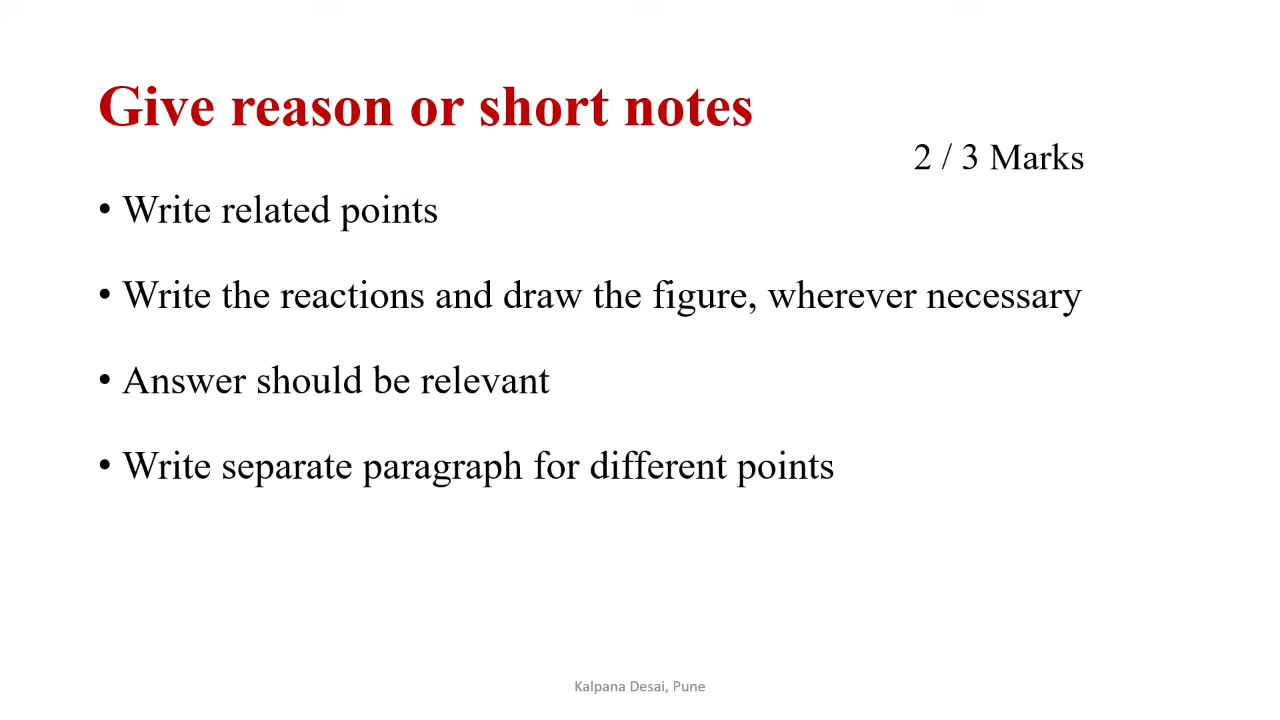 Give reason or short notes
2 / 3 Marks
• Write related points
• Write the reactions and draw the figure, wherever necessary
• Answer should be relevant
• Write separate paragraph for different points
Kalpana Desai, Pune